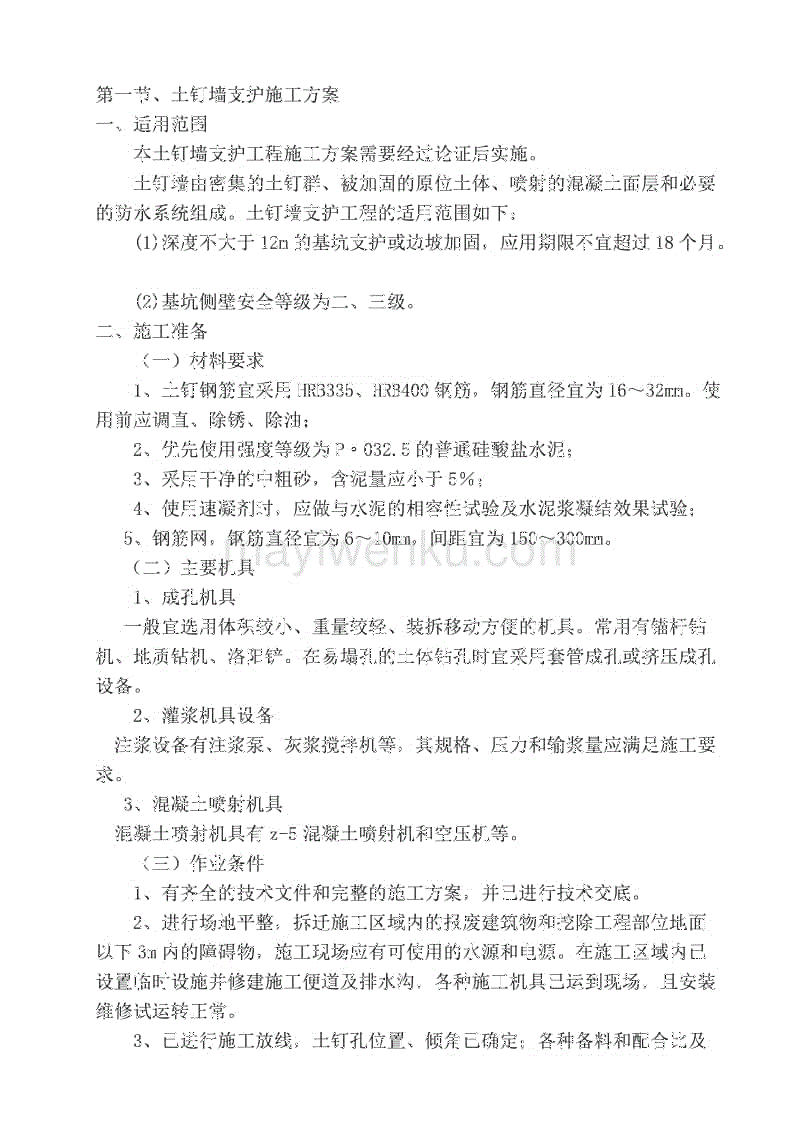 第一节、土钉墙支护施工方案
一、适用范围
本土钉墙支护工程施工方案需要经过论证后实施。
土钉墙由密集的土钉群、被加固的原位土体、喷射的混凝土面层和必要
的防水系统组成。土钉墙支护工程的适用范围如下：
(1)深度不大于12m的基坑支护或边坡加固，应用期限不宜超过18个月。
(2)基坑侧壁安全等级为二、三级。
二、施工准备
（一）材料要求
1、土钉钢筋宜采用HRB335、HRB400钢筋，钢筋直径宜为16～32mm。使
用前应调直、除锈、除油；
2、优先使用强度等级为P·032.5的普通硅酸盐水泥；
3、采用干净的中粗砂，含泥量应小于5%；
4、使用速凝剂时，应做与水泥的相容性试验及水泥浆凝结效果试验；
5、钢筋网，钢筋直径宜为6～10mm，间距宜为150～300mm。
mayiwenku.com
（二）主要机具
1、成孔机具
一般宜选用体积较小、重量较轻、装拆移动方便的机具。常用有锚杆钻
机、地质钻机、洛阳铲。在易塌孔的土体钻孔时宜采用套管成孔或挤压成孔
设备。
2、灌浆机具设备
注浆设备有注浆泵、灰浆搅拌机等，其规格、压力和输浆量应满足施工要
求。
3、混凝土喷射机具
混凝土喷射机具有z-5混凝土喷射机和空压机等。
（三）作业条件
1、有齐全的技术文件和完整的施工方案，并已进行技术交底。
2、进行场地平整，拆迁施工区域内的报废建筑物和挖除工程部位地面
以下3m内的障碍物，施工现场应有可使用的水源和电源。在施工区域内已
设置临时设施并修建施工便道及排水沟，各种施工机具已运到现场，且安装
维修试运转正常。
3、已进行施工放线，土钉孔位置、倾角已确定；各种备料和配合比及